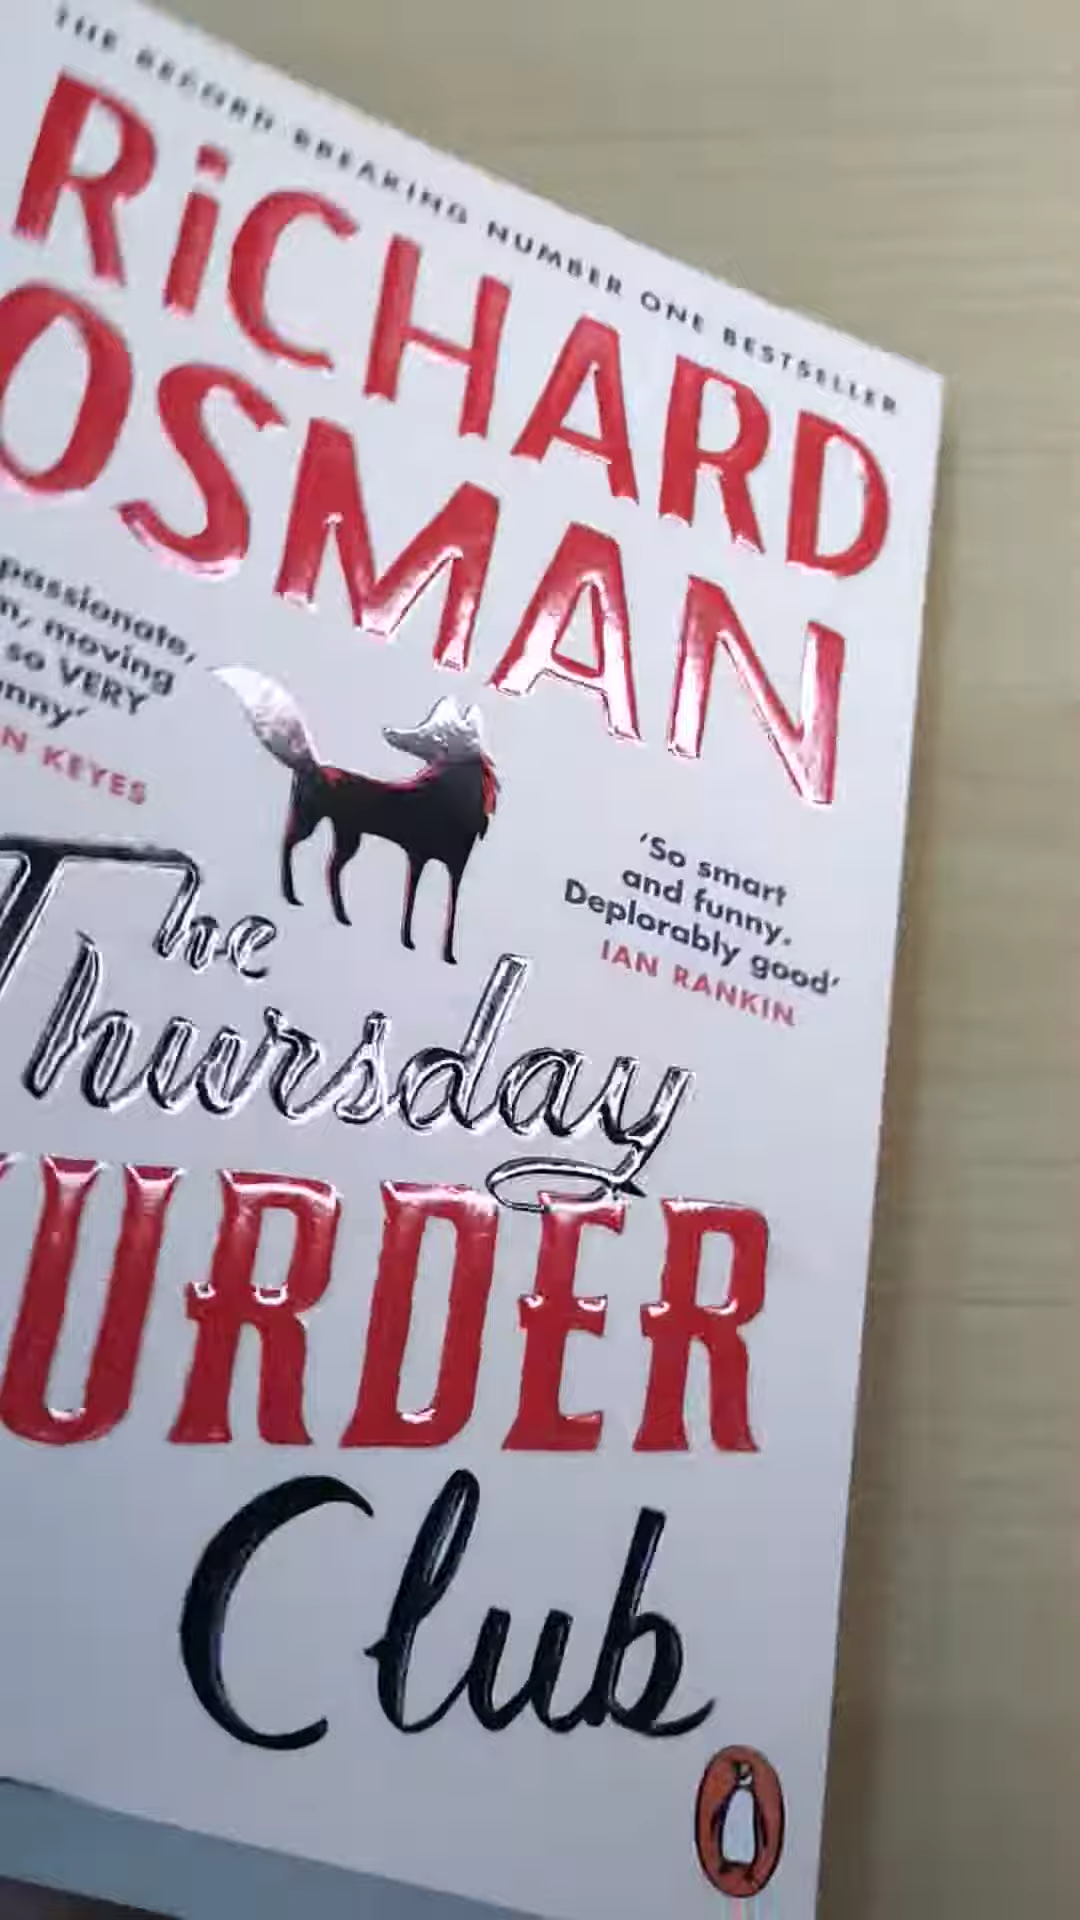 THE RECORD-BREAKING NUMBER ONE BESTSELLER
RiCHARD
OSMAN
passionate,
moving
so VERY
KEYES
'So smart
and funny.
Deplorably good'
IAN RANKIN
The
Thursday
URDER
Club